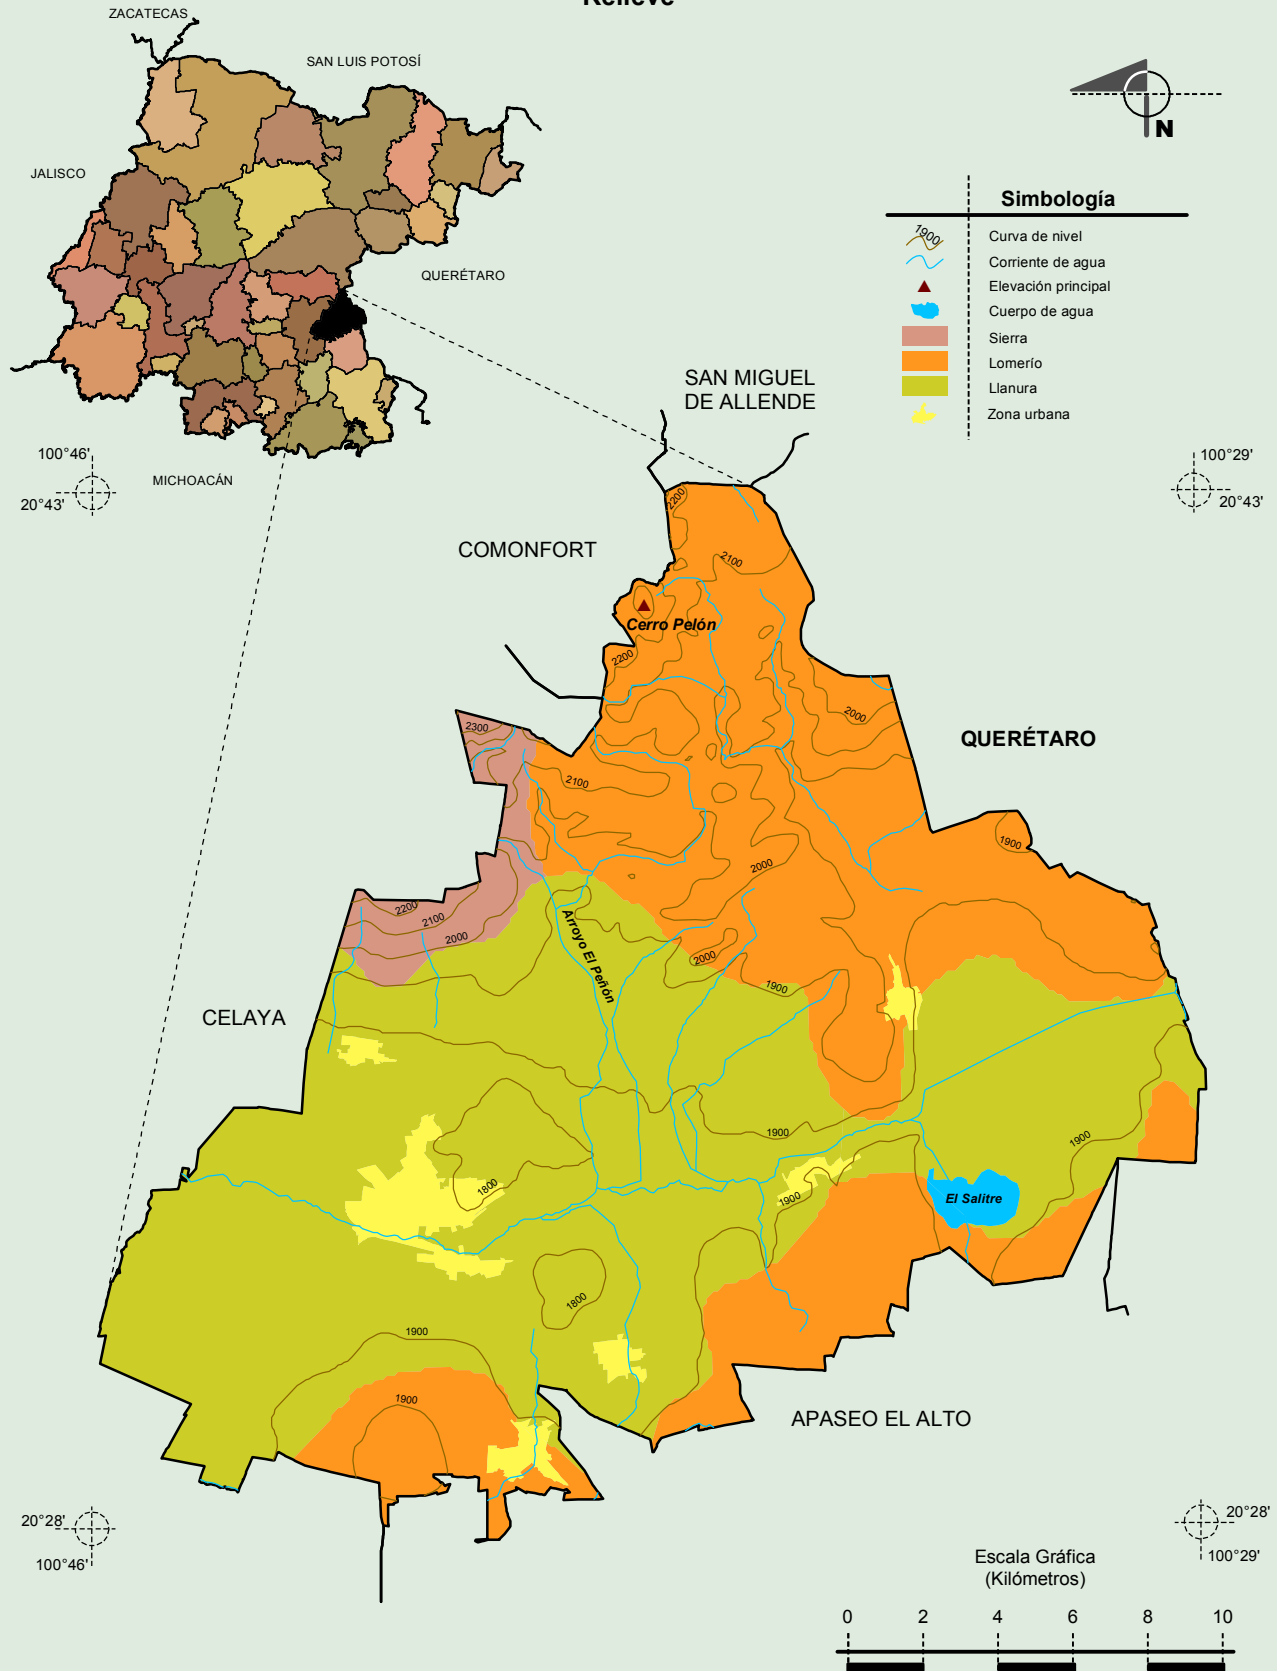 Relieve
ZACATECAS
SAN LUIS POTOSÍ
JALISCO
QUERÉTARO
MICHOACÁN
N
Simbología
1900
Curva de nivel
Corriente de agua
Elevación principal
Cuerpo de agua
Sierra
Lomerío
Llanura
Zona urbana
100°46'
20°43'
100°29'
20°43'
SAN MIGUEL
DE ALLENDE
COMONFORT
2200
2100
Cerro Pelón
2200
2000
2300
QUERÉTARO
2100
1900
2000
2200
2100
2000
Arroyo El Peñón
2000
1900
CELAYA
1900
1900
1800
1900
El Salitre
1800
1900
1900
APASEO EL ALTO
20°28'
100°46'
20°28'
100°29'
Escala Gráfica
(Kilómetros)
0 2 4 6 8 10